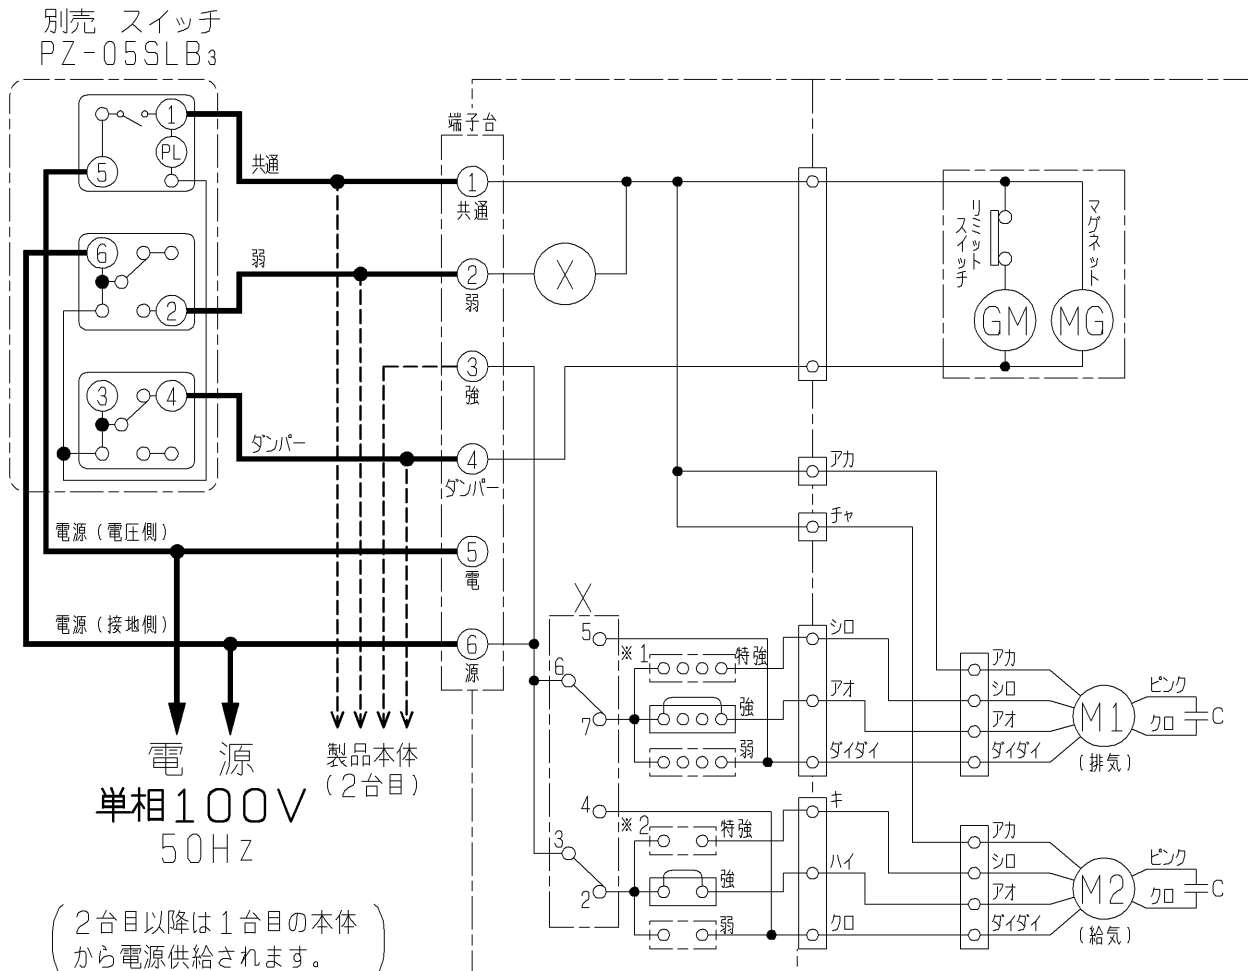 別売 スイッチ
PZ-05SLB3
1
PL
5
6
2
3
4
共通
弱
ダンパー
電源（電圧側）
電源（接地側）
端子台
1
共通
2
弱
3
強
4
ダンパー
5
電
6
源
X
リミット
スイッチ
マグネット
GM
MG
アカ
チャ
電 源
単相100V
50Hz
製品本体
（2台目）
2台目以降は1台目の本体
から電源供給されます。
X
5
6
7
※1
特強
強
弱
シロ
アオ
ダイダイ
アカ
シロ
アオ
ダイダイ
M1
（排気）
ピンク
クロ
C
4
3
2
※2
特強
強
弱
キ
ハイ
クロ
アカ
シロ
アオ
ダイダイ
M2
（給気）
ピンク
クロ
C